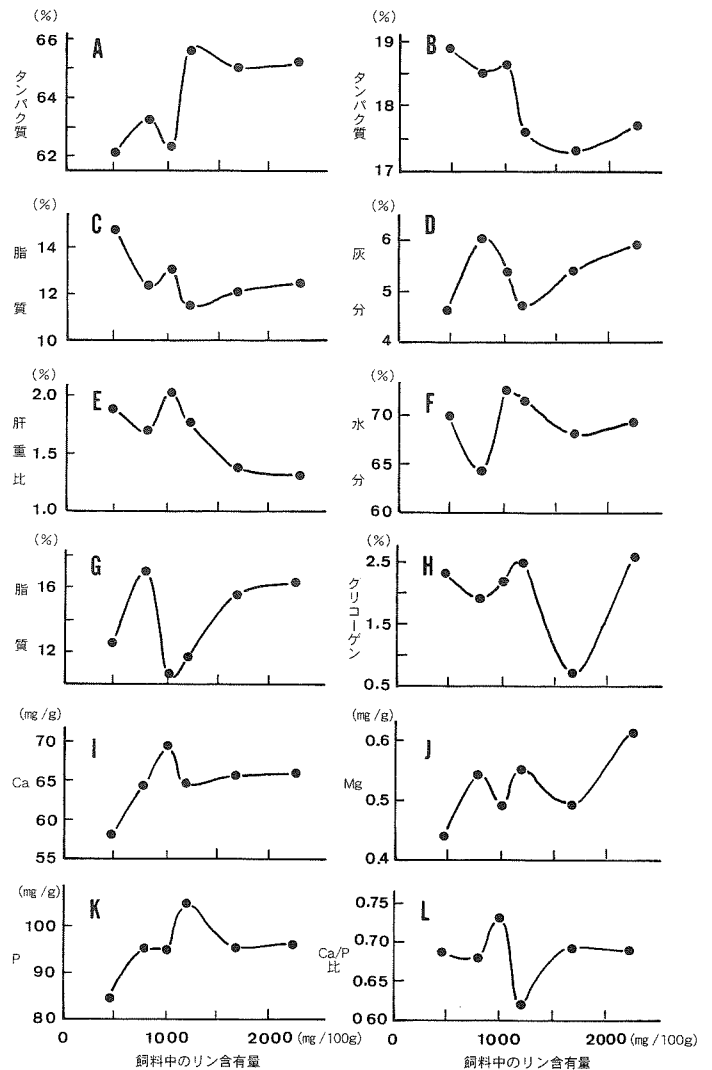 (%)
A
66
64
62
タンパク質
(%)
B
19
18
17
タンパク質
(%)
C
14
12
10
脂質
(%)
D
6
5
4
灰分
(%)
E
2.0
1.5
1.0
肝重比
(%)
F
70
65
60
水分
(%)
G
16
12
脂質
(%)
H
2.5
1.5
0.5
グリコーゲン
(mg/g)
I
70
65
60
55
Ca
(mg/g)
J
0.6
0.5
0.4
Mg
(mg/g)
K
100
90
80
P
0 1000 2000 (mg/100g)
飼料中のリン含有量
L
0.75
0.70
0.65
0.60
Ca/P
比
0 1000 2000 (mg/100g)
飼料中のリン含有量